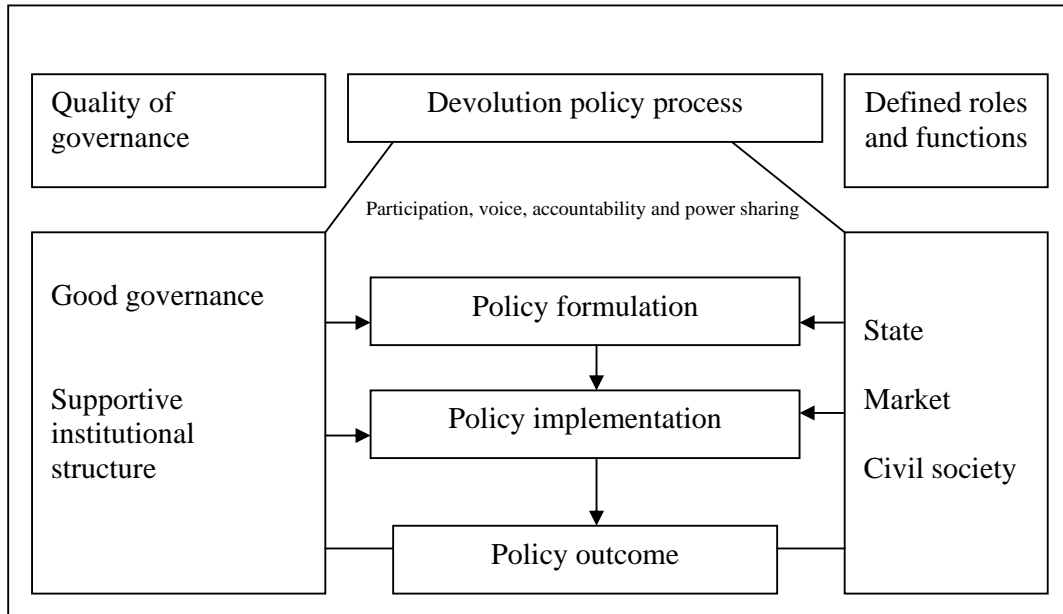 Quality of
governance
Devolution policy process
Defined roles
and functions
Participation, voice, accountability and power sharing
Good governance
Supportive
institutional
structure
Policy formulation
Policy implementation
Policy outcome
State
Market
Civil society